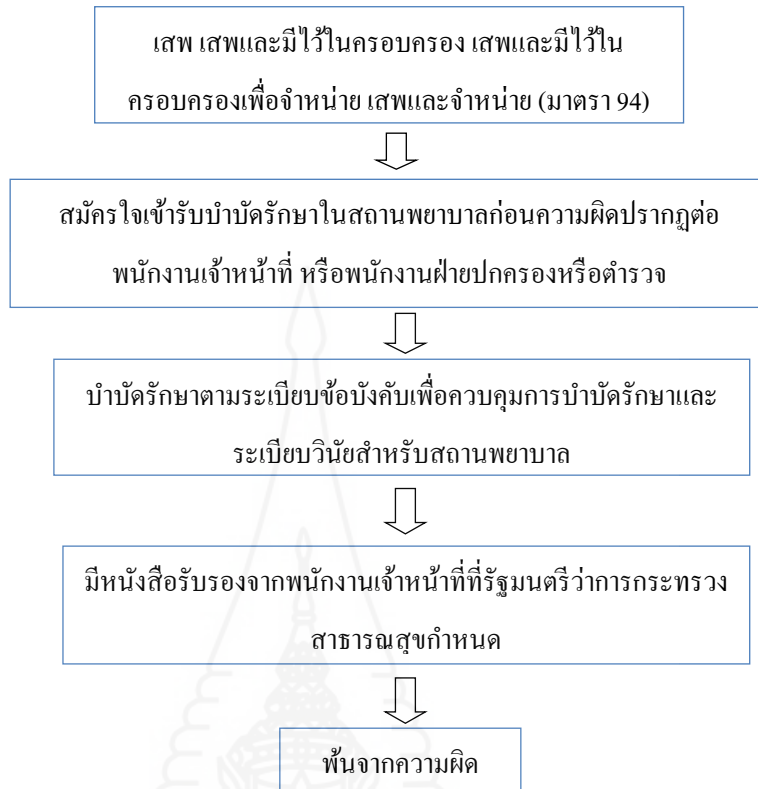 เสพ เสพและมีไว้ในครอบครอง เสพและมีไว้ใน
ครอบครองเพื่อจำหน่าย เสพและจำหน่าย (มาตรา 94)
สมัครใจเข้ารับบำบัดรักษาในสถานพยาบาลก่อนความผิดปรากฏต่อ
พนักงานเจ้าหน้าที่ หรือพนักงานฝ่ายปกครองหรือตำรวจ
บำบัดรักษาตามระเบียบข้อบังคับเพื่อควบคุมการบำบัดรักษาและ
ระเบียบวินัยสำหรับสถานพยาบาล
มีหนังสือรับรองจากพนักงานเจ้าหน้าที่ที่รัฐมนตรีว่าการกระทรวง
สาธารณสุขกำหนด
พ้นจากความผิด